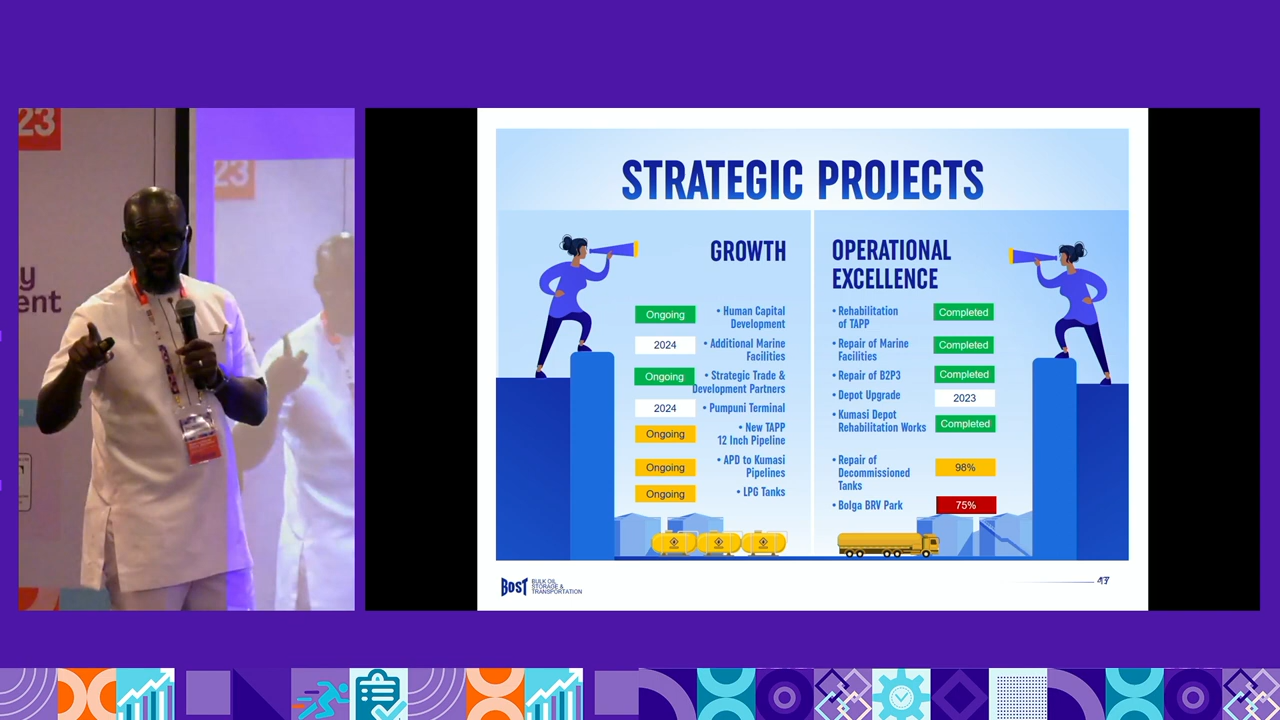 23
23
y
ent
STRATEGIC PROJECTS
GROWTH
Ongoing • Human Capital
Development
2024 • Additional Marine
Facilities
Ongoing • Strategic Trade &
Development Partners
2024 • Pumpuni Terminal
Ongoing • New TAPP
12 Inch Pipeline
Ongoing • APD to Kumasi
Pipelines
Ongoing • LPG Tanks
OPERATIONAL
EXCELLENCE
• Rehabilitation Completed
of TAPP
• Repair of Marine Completed
Facilities
• Repair of B2P3 Completed
• Depot Upgrade 2023
• Kumasi Depot Completed
Rehabilitation Works
• Repair of 98%
Decommissioned
Tanks
• Bolga BRV Park 75%
BOST BULK OIL
STORAGE &
TRANSPORTATION